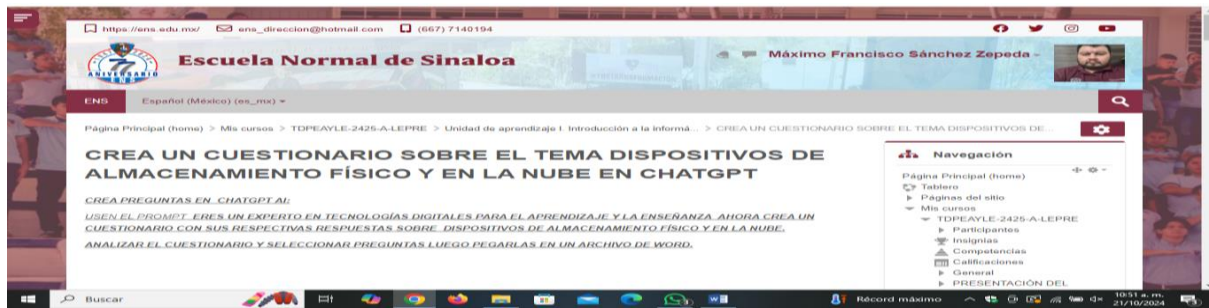 https://ens.edu.mx/ ens_direccion@hotmail.com (667) 7140194
ANIVERSARIO
ENS
Escuela Normal de Sinaloa
Máximo Francisco Sánchez Zepeda
ENS Español (México) (es_mx)
Página Principal (home) > Mis cursos > TDPEAYLE-2425-A-LEPRE > Unidad de aprendizaje I. Introducción a la informá... > CREA UN CUESTIONARIO SOBRE EL TEMA DISPOSITIVOS DE...
CREA UN CUESTIONARIO SOBRE EL TEMA DISPOSITIVOS DE
ALMACENAMIENTO FÍSICO Y EN LA NUBE EN CHATGPT
CREA PREGUNTAS EN CHATGPT AI:
USEN EL PROMPT ERES UN EXPERTO EN TECNOLOGÍAS DIGITALES PARA EL APRENDIZAJE Y LA ENSEÑANZA AHORA CREA UN
CUESTIONARIO CON SUS RESPECTIVAS RESPUESTAS SOBRE DISPOSITIVOS DE ALMACENAMIENTO FÍSICO Y EN LA NUBE.
ANALIZAR EL CUESTIONARIO Y SELECCIONAR PREGUNTAS LUEGO PEGARLAS EN UN ARCHIVO DE WORD.
Navegación
Página Principal (home)
Tablero
Páginas del sitio
Mis cursos
TDPEAYLE-2425-A-LEPRE
Participantes
Insignias
Competencias
Calificaciones
General
PRESENTACIÓN DEL
Buscar
Récord máximo
10:51 a. m.
21/10/2024